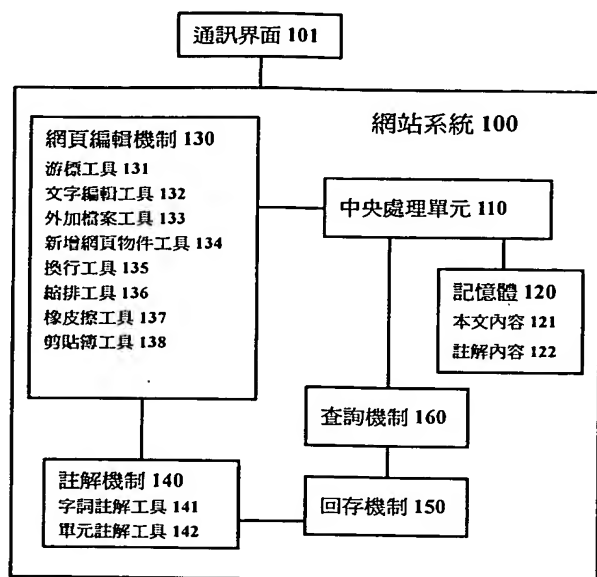 通訊界面 101
網站系統 100
網頁編輯機制 130
游標工具 131
文字編輯工具 132
外加檔案工具 133
新增網頁物件工具 134
換行工具 135
縮排工具 136
橡皮擦工具 137
剪貼簿工具 138
中央處理單元 110
記憶體 120
本文內容 121
註解內容 122
查詢機制 160
註解機制 140
字詞註解工具 141
單元註解工具 142
回存機制 150